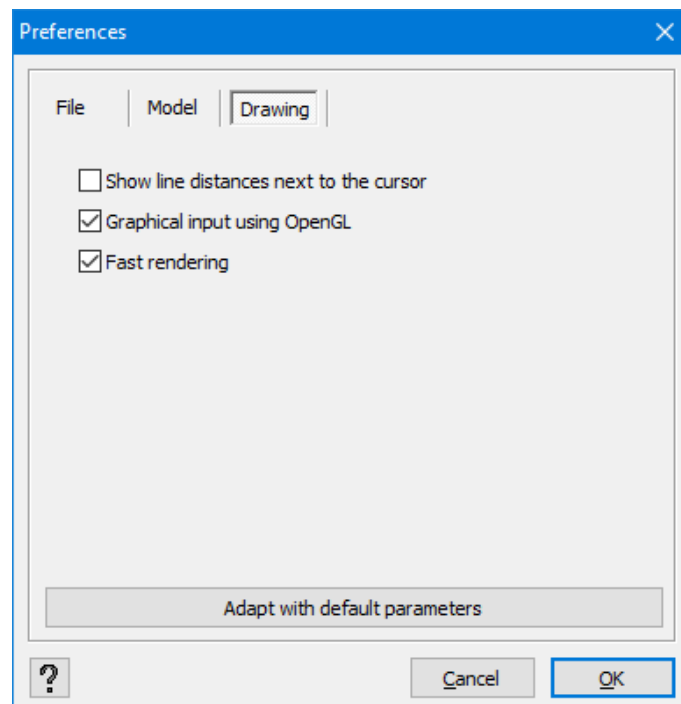 Preferences
File Model Drawing
Show line distances next to the cursor
Graphical input using OpenGL
Fast rendering
Adapt with default parameters
? Cancel OK